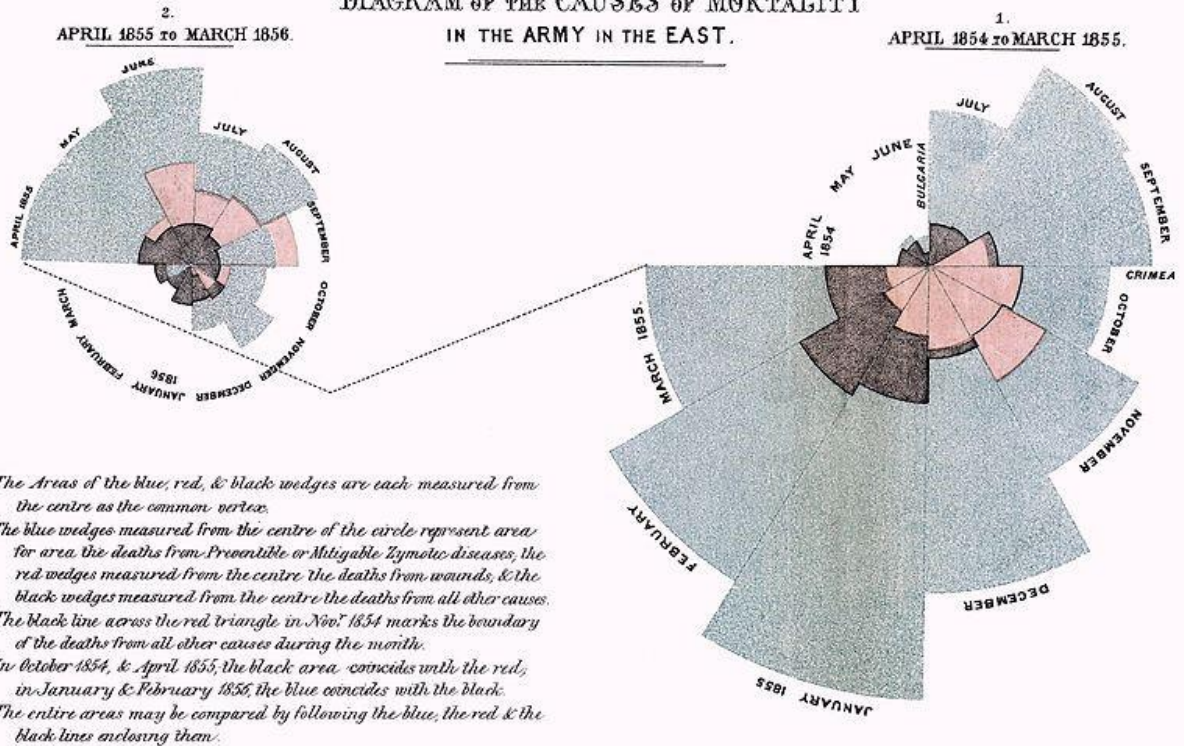 DIAGRAM OF THE CAUSES OF MORTALITY
IN THE ARMY IN THE EAST.
2.
APRIL 1855 TO MARCH 1856.
1.
APRIL 1854 TO MARCH 1855.
APRIL 1855
MAY
JUNE
JULY
AUGUST
SEPTEMBER
OCTOBER
NOVEMBER
DECEMBER
JANUARY
1856
FEBRUARY
MARCH
APRIL
1854
MAY
JUNE
BULGARIA
JULY
AUGUST
SEPTEMBER
CRIMEA
OCTOBER
NOVEMBER
DECEMBER
JANUARY 1855
FEBRUARY
MARCH 1855.
The Areas of the blue, red, & black wedges are each measured from
the centre as the common vertex.
The blue wedges measured from the centre of the circle represent area
for area the deaths from Preventible or Mitigable Zymotic diseases; the
red wedges measured from the centre the deaths from wounds, & the
black wedges measured from the centre the deaths from all other causes.
The black line across the red triangle in Novr. 1854 marks the boundary
of the deaths from all other causes during the month.
In October 1854, & April 1855, the black area coincides with the red;
in January & February 1856, the blue coincides with the black.
The entire areas may be compared by following the blue, the red & the
black lines enclosing them.